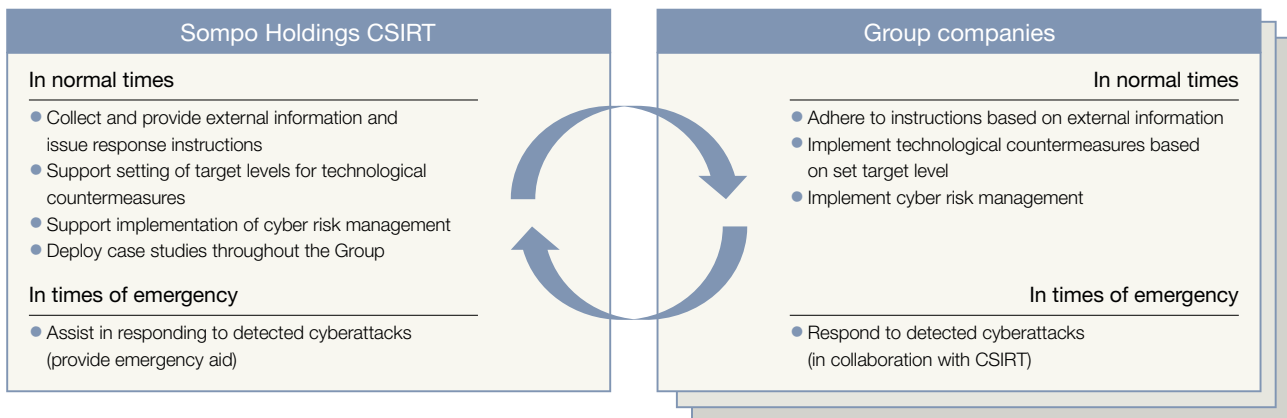 Sompo Holdings CSIRT
In normal times
● Collect and provide external information and
issue response instructions
● Support setting of target levels for technological
countermeasures
● Support implementation of cyber risk management
● Deploy case studies throughout the Group
In times of emergency
● Assist in responding to detected cyberattacks
(provide emergency aid)
Group companies
In normal times
● Adhere to instructions based on external information
● Implement technological countermeasures based
on set target level
● Implement cyber risk management
In times of emergency
● Respond to detected cyberattacks
(in collaboration with CSIRT)